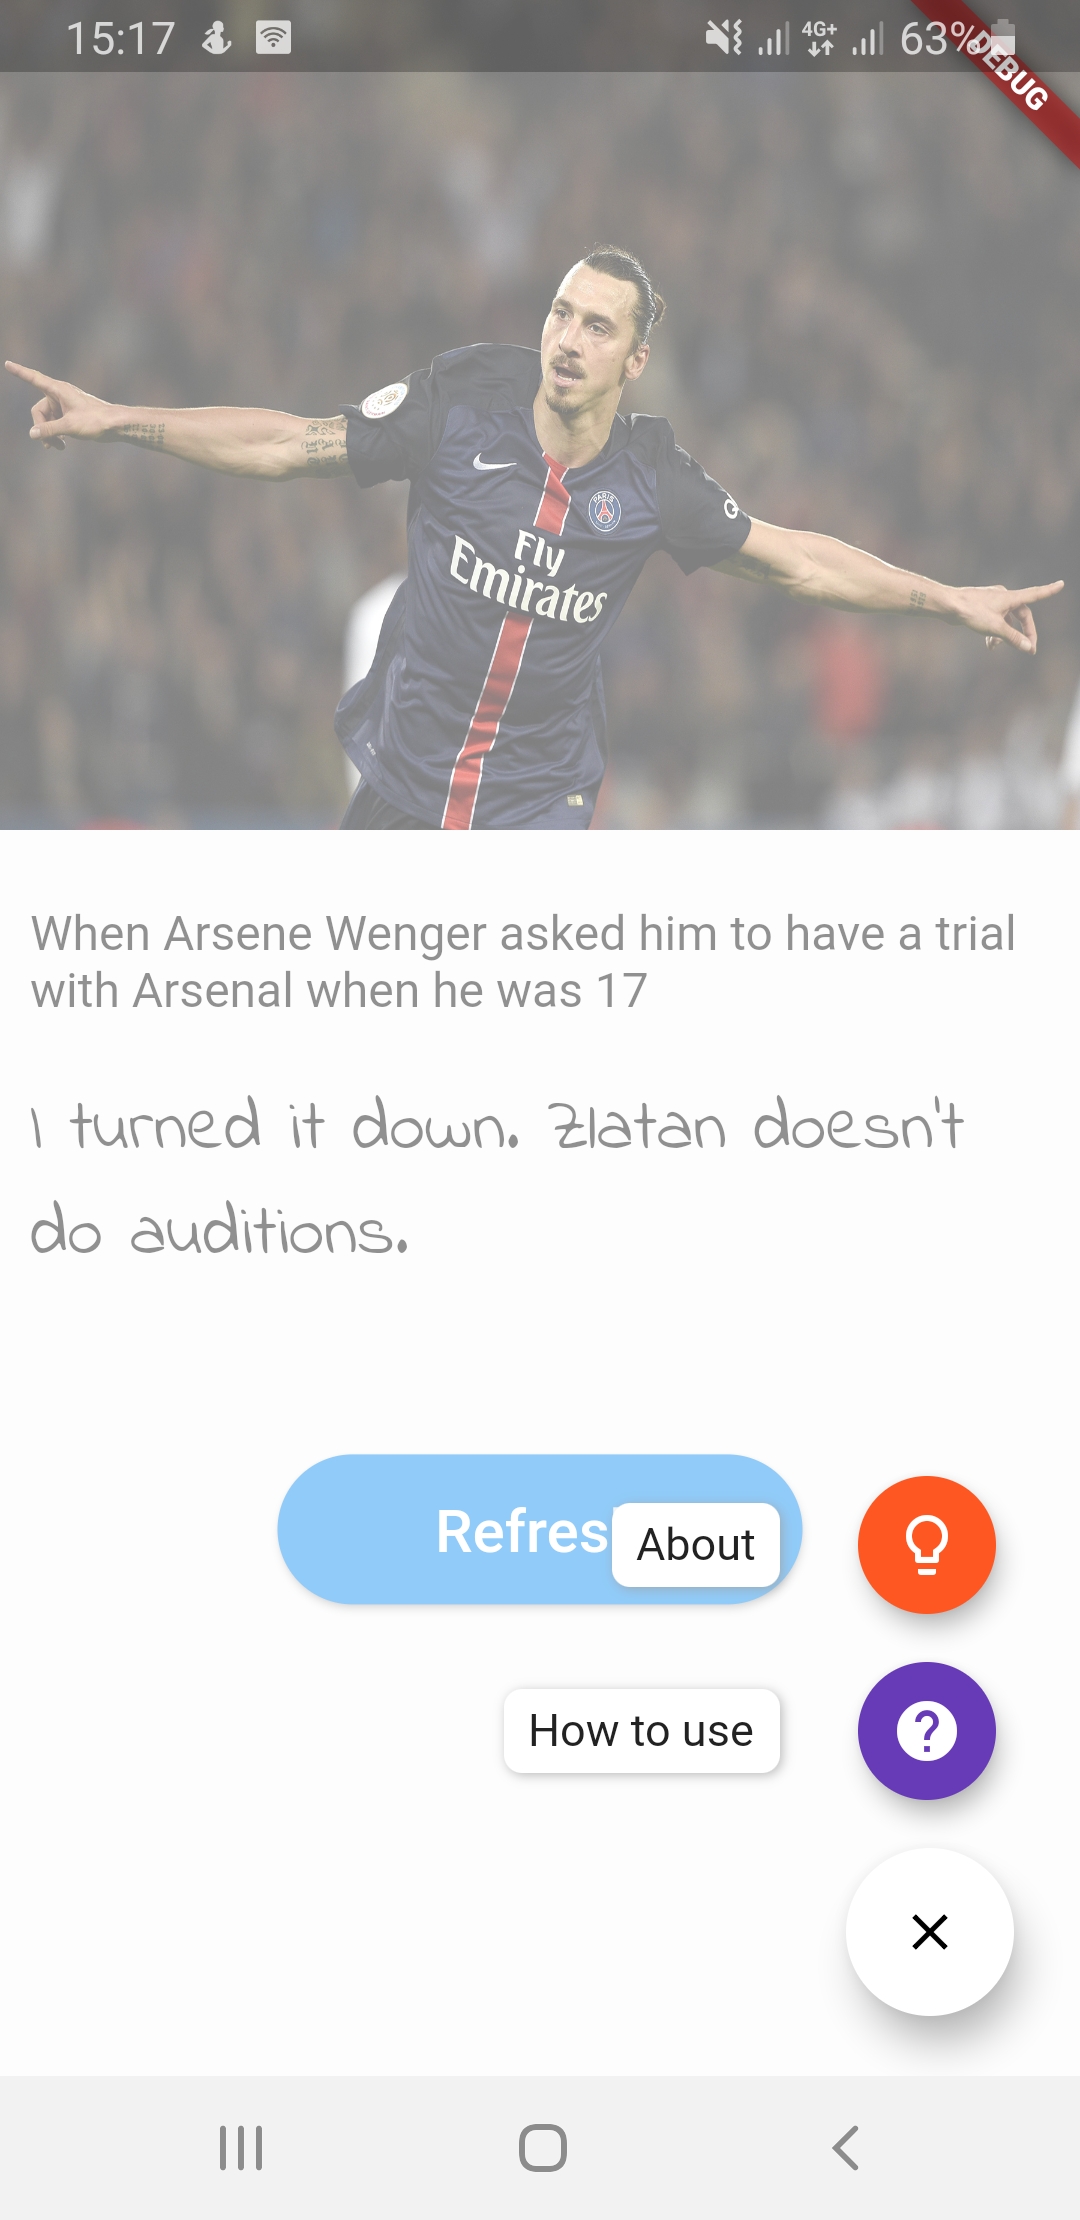 15:17
4G+
63%
DEBUG
PARIS
Fly
Emirates
When Arsene Wenger asked him to have a trial
with Arsenal when he was 17
I turned it down. Zlatan doesn't
do auditions.
Refres
About
How to use